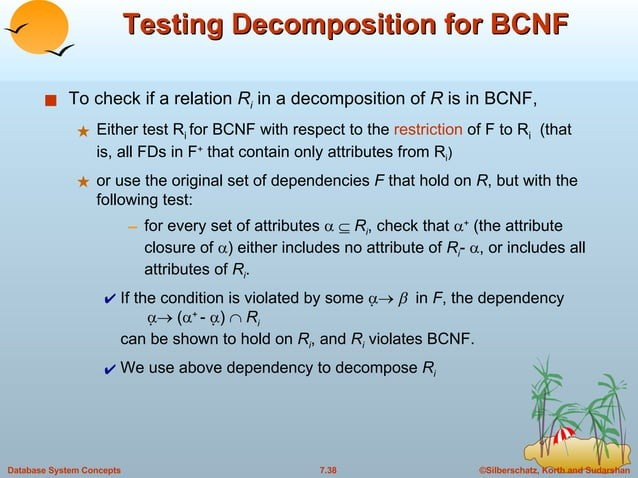 Testing Decomposition for BCNF
To check if a relation Ri in a decomposition of R is in BCNF,
Either test Ri for BCNF with respect to the restriction of F to Ri (that
is, all FDs in F+ that contain only attributes from Ri)
or use the original set of dependencies F that hold on R, but with the
following test:
– for every set of attributes α ⊆ Ri, check that α+ (the attribute
closure of α) either includes no attribute of Ri- α, or includes all
attributes of Ri.
✔ If the condition is violated by some α→ β in F, the dependency
α→ (α+ - α) ∩ Ri
can be shown to hold on Ri, and Ri violates BCNF.
✔ We use above dependency to decompose Ri
Database System Concepts 7.38 ©Silberschatz, Korth and Sudarshan